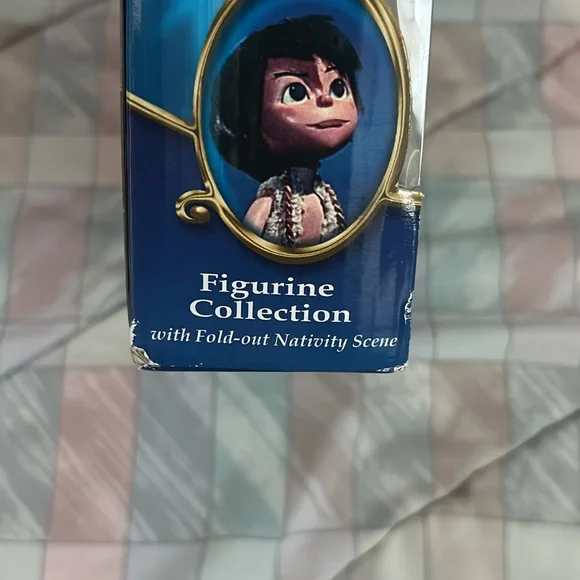 Figurine
Collection
with Fold-out Nativity Scene